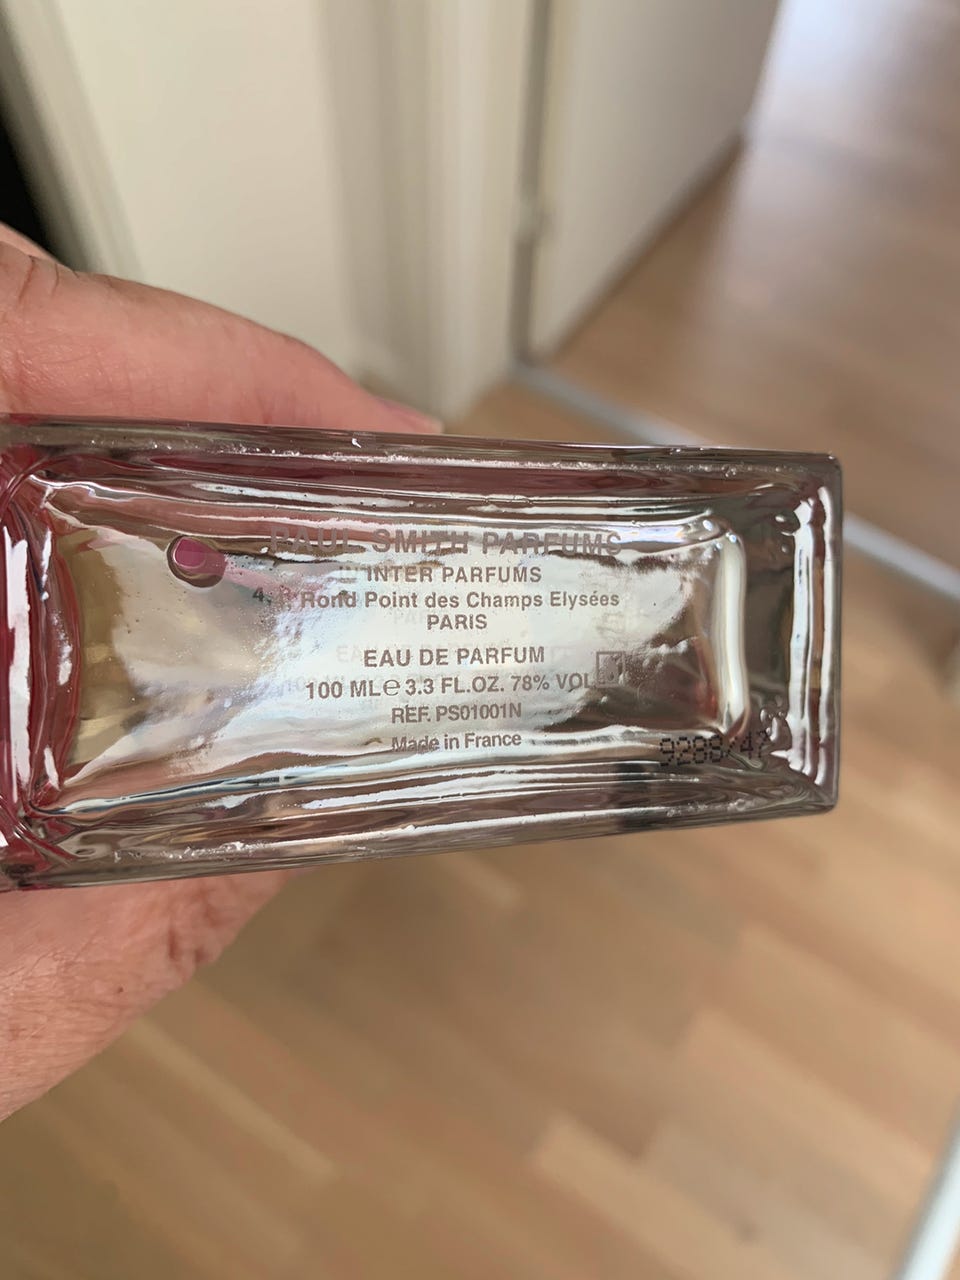 PAUL SMITH PARFUMS
INTER PARFUMS
4, Rond Point des Champs Elysées
PARIS
EAU DE PARFUM
100 ML e 3.3 FL.OZ. 78% VOL
REF. PS01001N
Made in France